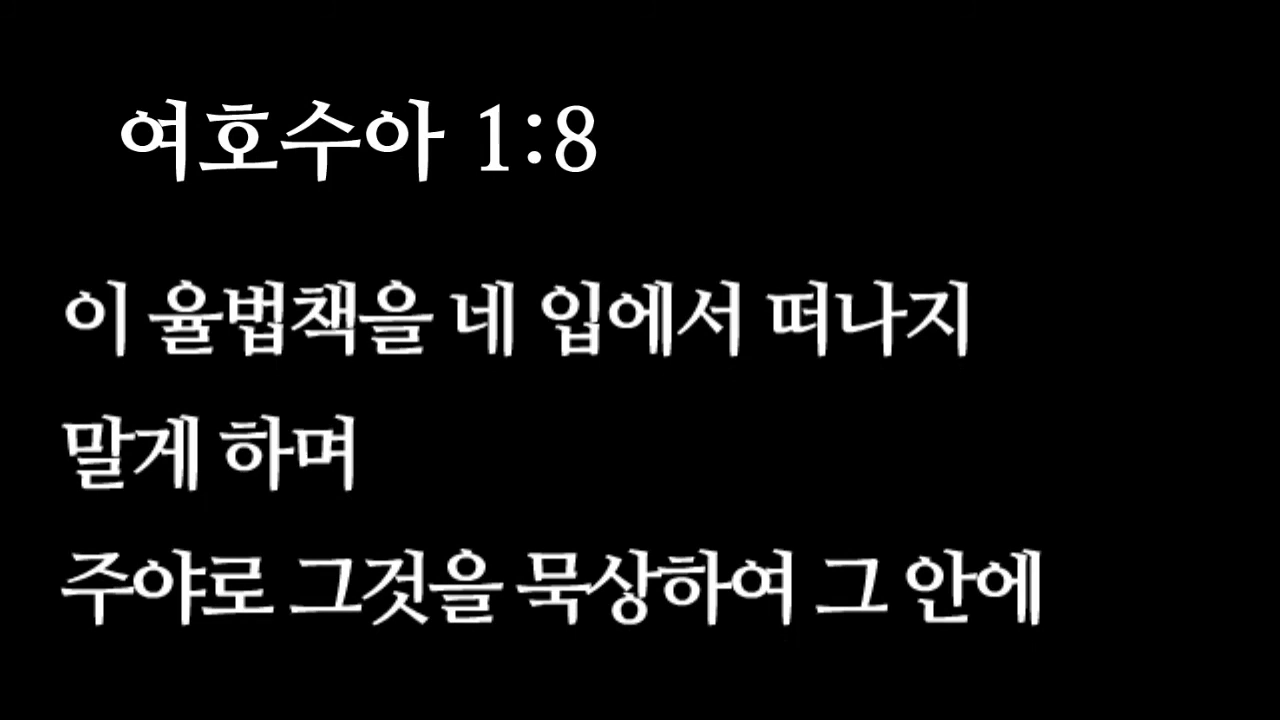 여호수아 1:8
이 율법책을 네 입에서 떠나지
말게 하며
주야로 그것을 묵상하여 그 안에